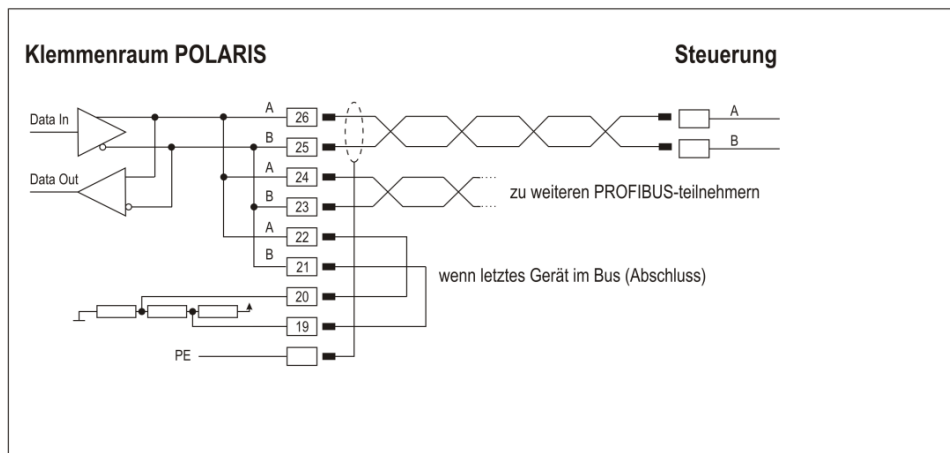 Klemmenraum POLARIS
Steuerung
Data In
A
26
A
B
25
B
Data Out
A
24
zu weiteren PROFIBUS-teilnehmern
B
23
A
22
B
21
wenn letztes Gerät im Bus (Abschluss)
20
19
PE